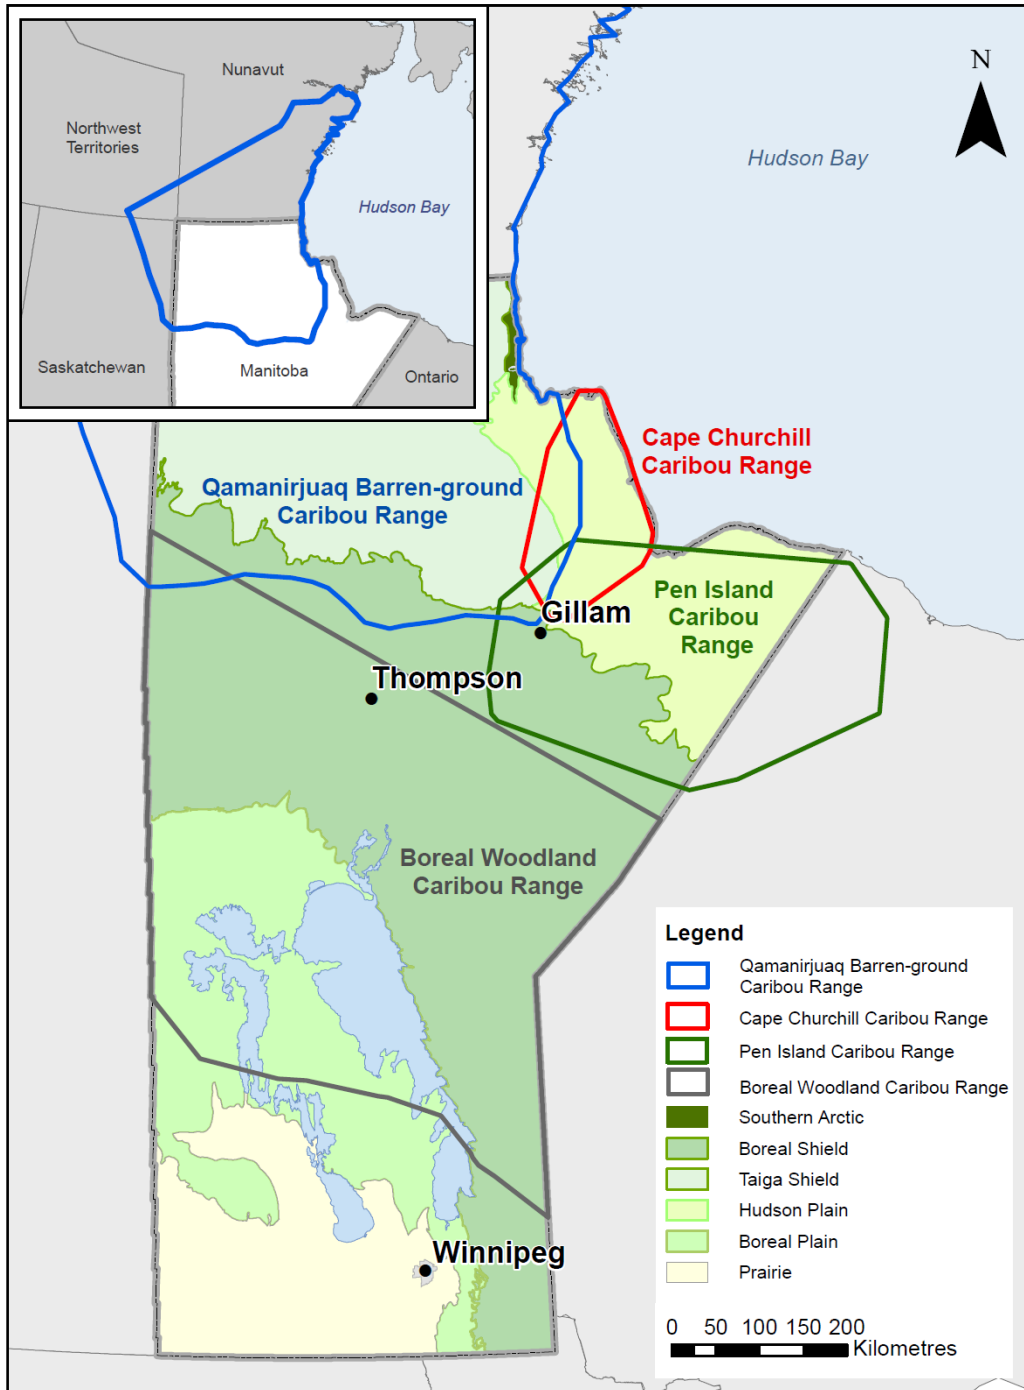 Nunavut
Northwest
Territories
Hudson Bay
Saskatchewan
Manitoba
Ontario
N
Hudson Bay
Cape Churchill
Caribou Range
Qamanirjuaq Barren-ground
Caribou Range
Pen Island
Caribou
Range
Gillam
Thompson
Boreal Woodland
Caribou Range
Winnipeg
Legend
Qamanirjuaq Barren-ground
Caribou Range
Cape Churchill Caribou Range
Pen Island Caribou Range
Boreal Woodland Caribou Range
Southern Arctic
Boreal Shield
Taiga Shield
Hudson Plain
Boreal Plain
Prairie
0 50 100 150 200
Kilometres